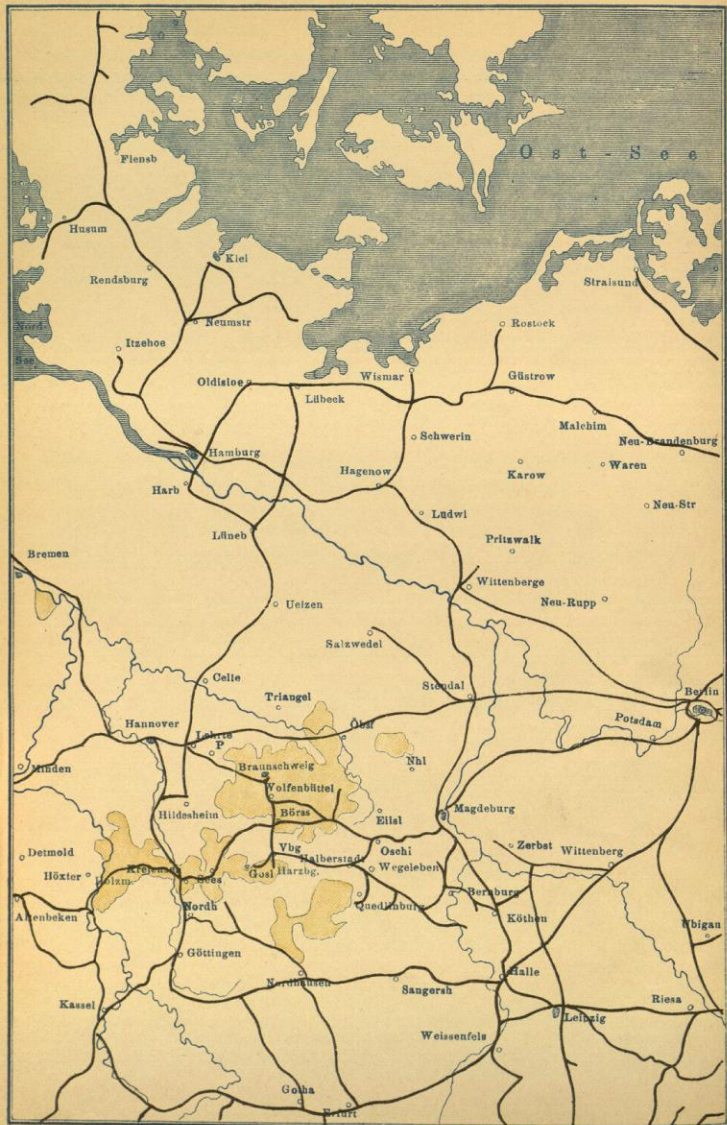 Ost-See
Flensb
Husum
Kiel
Rendsburg
Stralsund
Nord-
See
Neumstr
Rostock
Itzehoe
Oldisloe
Wismar
Güstrow
Lübeck
Malchim
Schwerin
Neu-Brandenburg
Hamburg
Hagenow
Karow
Waren
Harb
Neu-Str
Ludwl
Lüneb
Pritzwalk
Bremen
Wittenberge
Uelzen
Neu-Rupp
Salzwedel
Celle
Triangel
Stendal
Berlin
Hannover
Öbsf
Potsdam
Lehrte
P
Minden
Braunschweig
Nhl
Wolfenbüttel
Hildesheim
Börss
Eilsl
Magdeburg
Detmold
Vbg
Oschl
Zerbst
Wittenberg
Kreiensen
Halberstadt
Höxter
Holzm.
Sees
Gosl
Harzbg.
Wegeleben
Bernburg
Altenbeken
Nordh
Quedlinburg
Köthen
Ubigau
Göttingen
Nordhausen
Halle
Sangersh
Kassel
Leipzig
Riesa
Weissenfels
Gotha
Erfurt